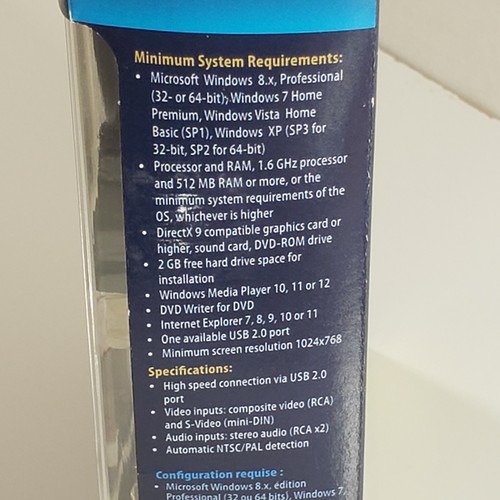 Minimum System Requirements:
• Microsoft Windows 8.x, Professional
(32- or 64-bit); Windows 7 Home
Premium, Windows Vista Home
Basic (SP1), Windows XP (SP3 for
32-bit, SP2 for 64-bit)
• Processor and RAM, 1.6 GHz processor
and 512 MB RAM or more, or the
minimum system requirements of the
OS, whichever is higher
• DirectX 9 compatible graphics card or
higher, sound card, DVD-ROM drive
• 2 GB free hard drive space for
installation
• Windows Media Player 10, 11 or 12
• DVD Writer for DVD
• Internet Explorer 7, 8, 9, 10 or 11
• One available USB 2.0 port
• Minimum screen resolution 1024x768
Specifications:
• High speed connection via USB 2.0
port
• Video inputs: composite video (RCA)
and S-Video (mini-DIN)
• Audio inputs: stereo audio (RCA x2)
• Automatic NTSC/PAL detection
Configuration requise :
• Microsoft Windows 8.x, édition
Professional (32 ou 64 bits), Windows 7